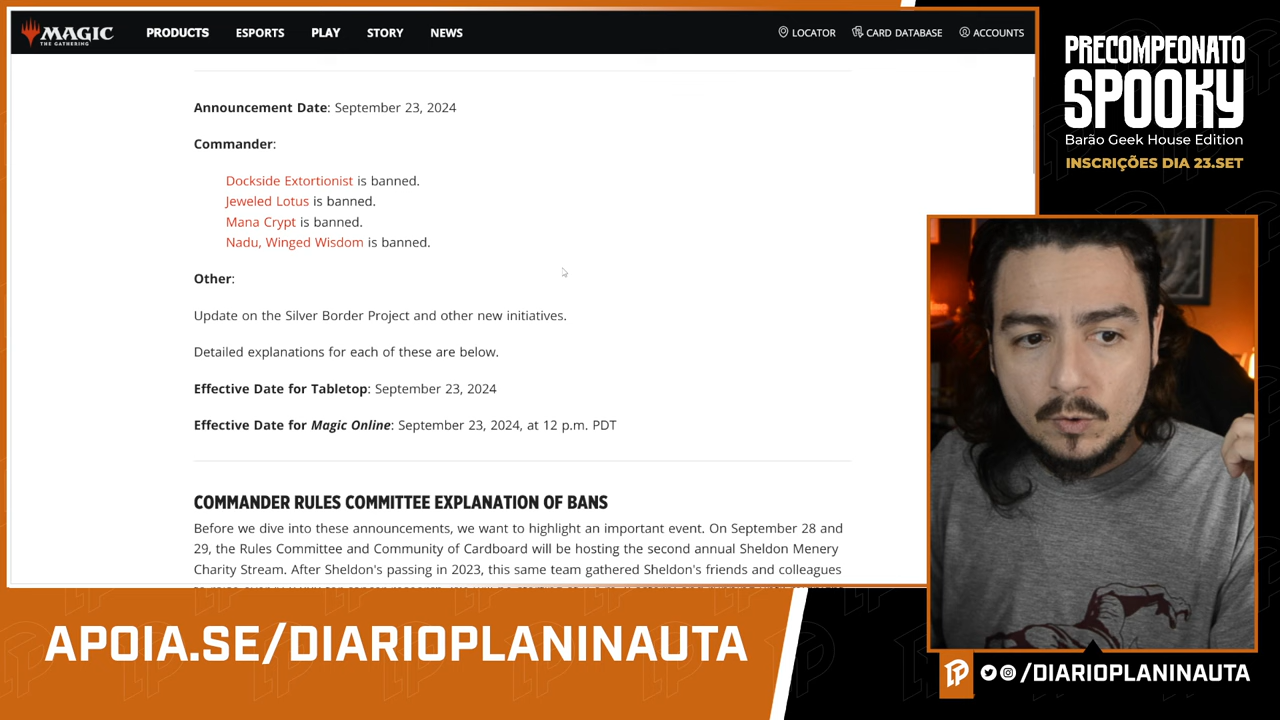 MAGIC
THE GATHERING
PRODUCTS
ESPORTS
PLAY
STORY
NEWS
LOCATOR
CARD DATABASE
ACCOUNTS
Announcement Date: September 23, 2024
Commander:
Dockside Extortionist is banned.
Jeweled Lotus is banned.
Mana Crypt is banned.
Nadu, Winged Wisdom is banned.
Other:
Update on the Silver Border Project and other new initiatives.
Detailed explanations for each of these are below.
Effective Date for Tabletop: September 23, 2024
Effective Date for Magic Online: September 23, 2024, at 12 p.m. PDT
COMMANDER RULES COMMITTEE EXPLANATION OF BANS
Before we dive into these announcements, we want to highlight an important event. On September 28 and
29, the Rules Committee and Community of Cardboard will be hosting the second annual Sheldon Menery
Charity Stream. After Sheldon's passing in 2023, this same team gathered Sheldon's friends and colleagues
PRECOMPEONATO
SPOOKY
Barão Geek House Edition
INSCRIÇÕES DIA 23.SET
APOIA.SE/DIARIOPLANINAUTA
/DIARIOPLANINAUTA